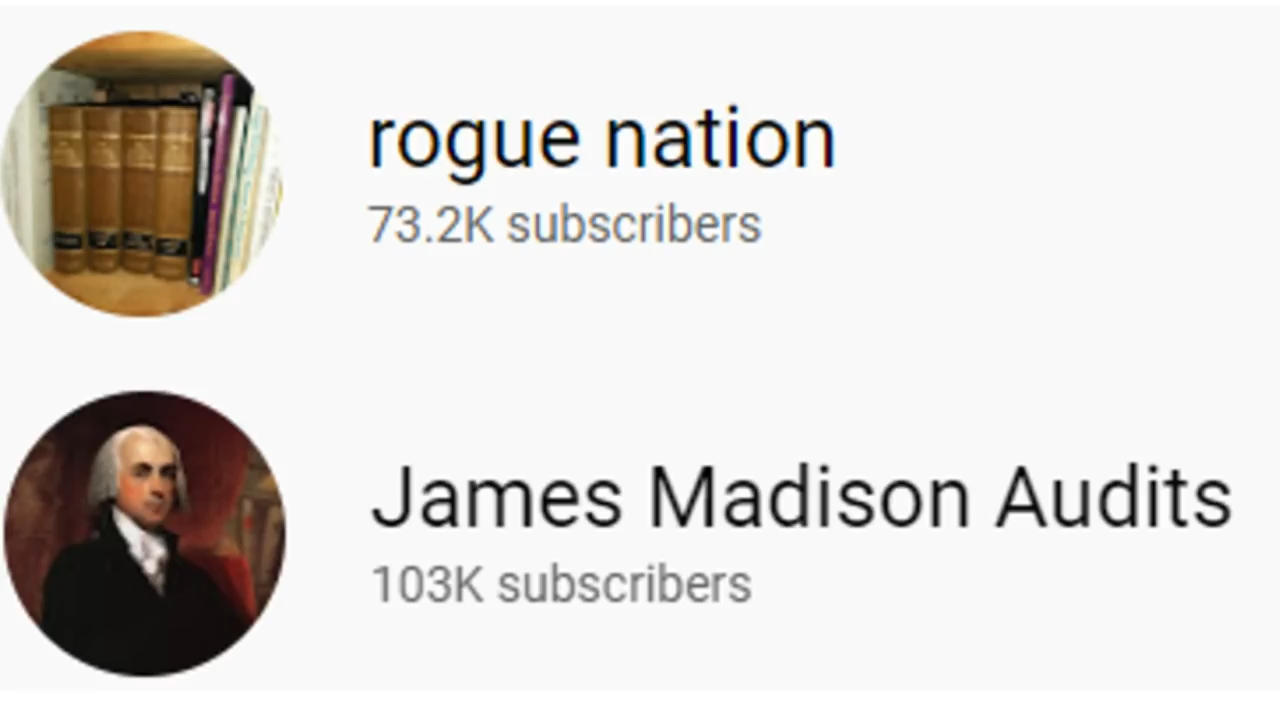 rogue nation
73.2K subscribers
James Madison Audits
103K subscribers